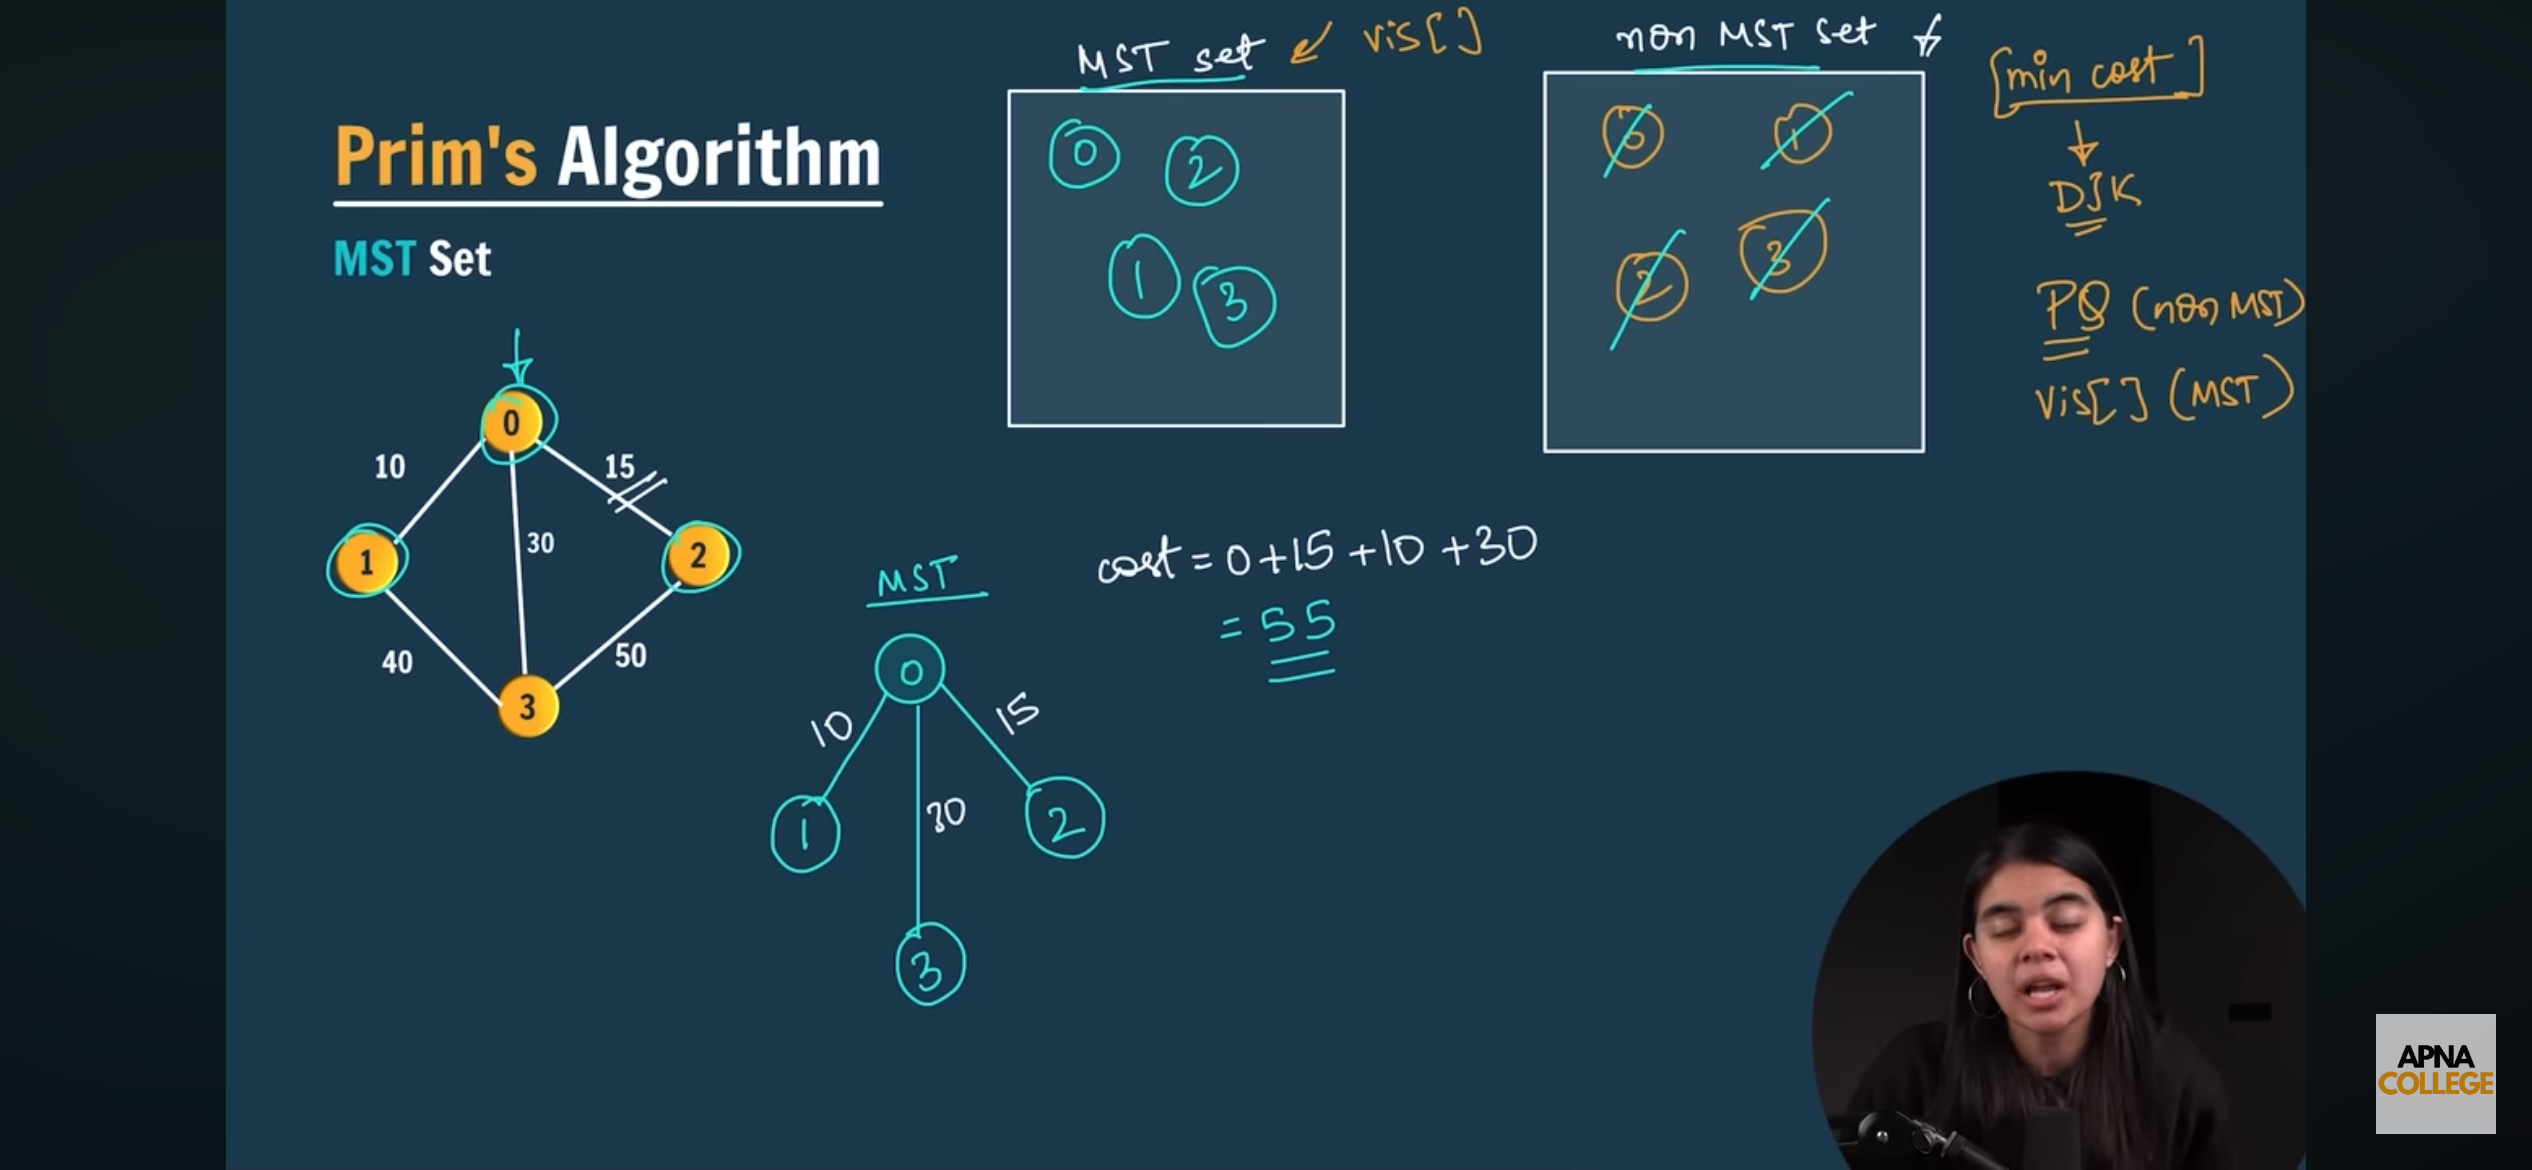 MST set ↙ vis[]
non MST set
[min cost]
↓
DJK
PQ (non MST)
vis[] (MST)
Prim's Algorithm
MST Set
0 2
1 3
0 1
2 3
0
10
15
30
1
2
40
50
3
MST
0
10
15
30
1
2
3
cost = 0+15+10+30
= 55
APNA
COLLEGE